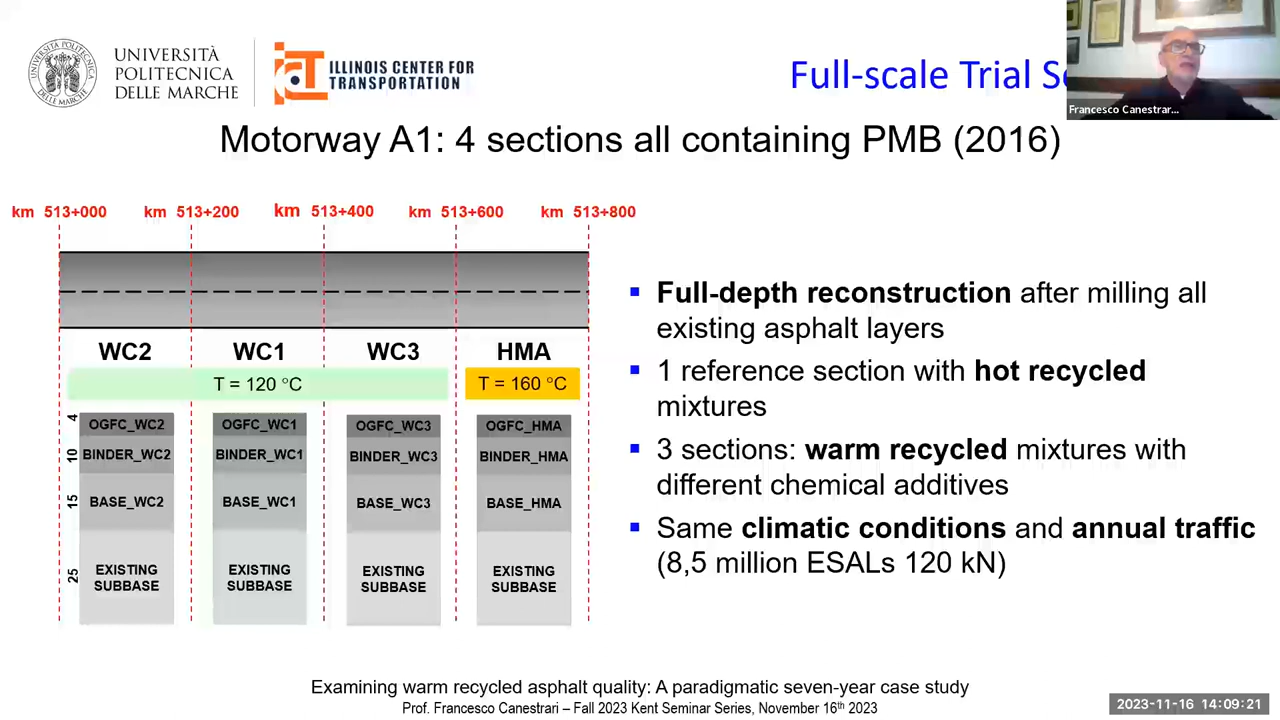 UNIVERSITÀ
POLITECNICA
DELLE MARCHE
ICT
ILLINOIS CENTER FOR
TRANSPORTATION
Full-scale Trial
Francesco Canestrar...
Motorway A1: 4 sections all containing PMB (2016)
km 513+000 km 513+200 km 513+400 km 513+600 km 513+800
WC2 WC1 WC3 HMA
T = 120 °C T = 160 °C
4 OGFC_WC2 OGFC_WC1 OGFC_WC3 OGFC_HMA
10 BINDER_WC2 BINDER_WC1 BINDER_WC3 BINDER_HMA
15 BASE_WC2 BASE_WC1 BASE_WC3 BASE_HMA
25 EXISTING EXISTING EXISTING EXISTING
SUBBASE SUBBASE SUBBASE SUBBASE
▪ Full-depth reconstruction after milling all
existing asphalt layers
▪ 1 reference section with hot recycled
mixtures
▪ 3 sections: warm recycled mixtures with
different chemical additives
▪ Same climatic conditions and annual traffic
(8,5 million ESALs 120 kN)
Examining warm recycled asphalt quality: A paradigmatic seven-year case study
Prof. Francesco Canestrari – Fall 2023 Kent Seminar Series, November 16th 2023
2023-11-16 14:09:21